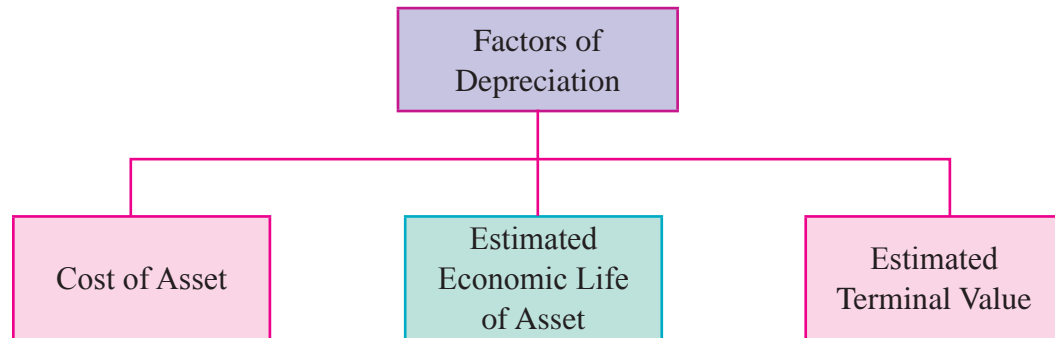 Factors of
Depreciation
Cost of Asset
Estimated
Economic Life
of Asset
Estimated
Terminal Value